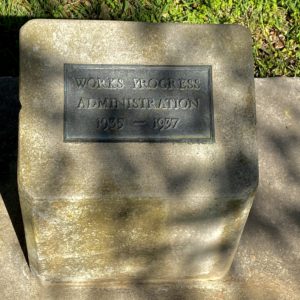 WORKS PROGRESS
ADMINISTRATION
1935 — 1937